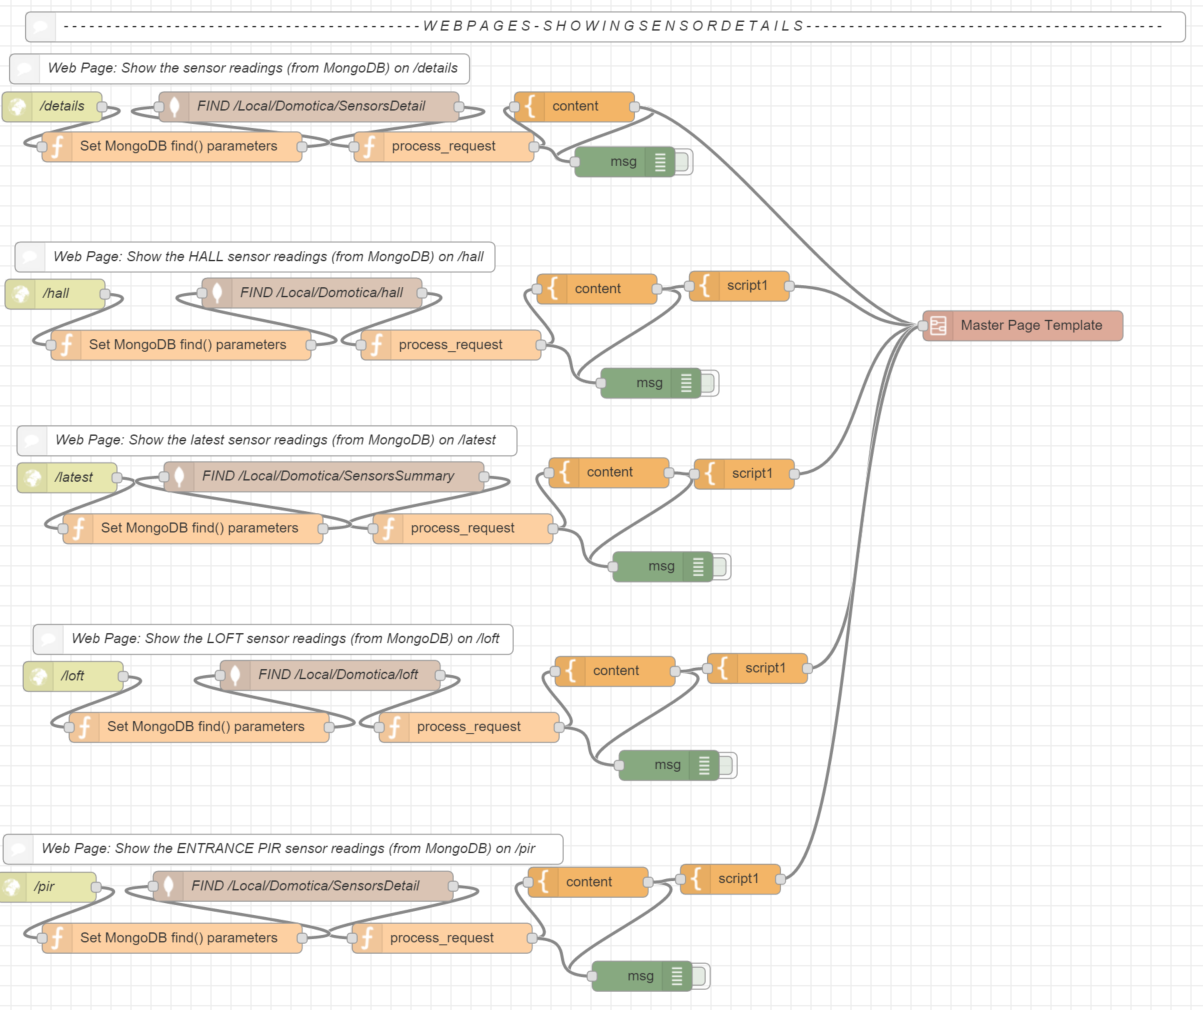 - - - - - - - - - - - - - - - - - - - - - - - - - - - - - - - - - - - - - - - - - - - - - - - W E B P A G E S - S H O W I N G S E N S O R D E T A I L S - - - - - - - - - - - - - - - - - - - - - - - - - - - - - - - - - - - - - - - - - - - - - - -
Web Page: Show the sensor readings (from MongoDB) on /details
/details
FIND /Local/Domotica/SensorsDetail
content
Set MongoDB find() parameters
process_request
msg
Web Page: Show the HALL sensor readings (from MongoDB) on /hall
/hall
FIND /Local/Domotica/hall
content
script1
Master Page Template
Set MongoDB find() parameters
process_request
msg
Web Page: Show the latest sensor readings (from MongoDB) on /latest
/latest
FIND /Local/Domotica/SensorsSummary
content
script1
Set MongoDB find() parameters
process_request
msg
Web Page: Show the LOFT sensor readings (from MongoDB) on /loft
/loft
FIND /Local/Domotica/loft
content
script1
Set MongoDB find() parameters
process_request
msg
Web Page: Show the ENTRANCE PIR sensor readings (from MongoDB) on /pir
/pir
FIND /Local/Domotica/SensorsDetail
content
script1
Set MongoDB find() parameters
process_request
msg